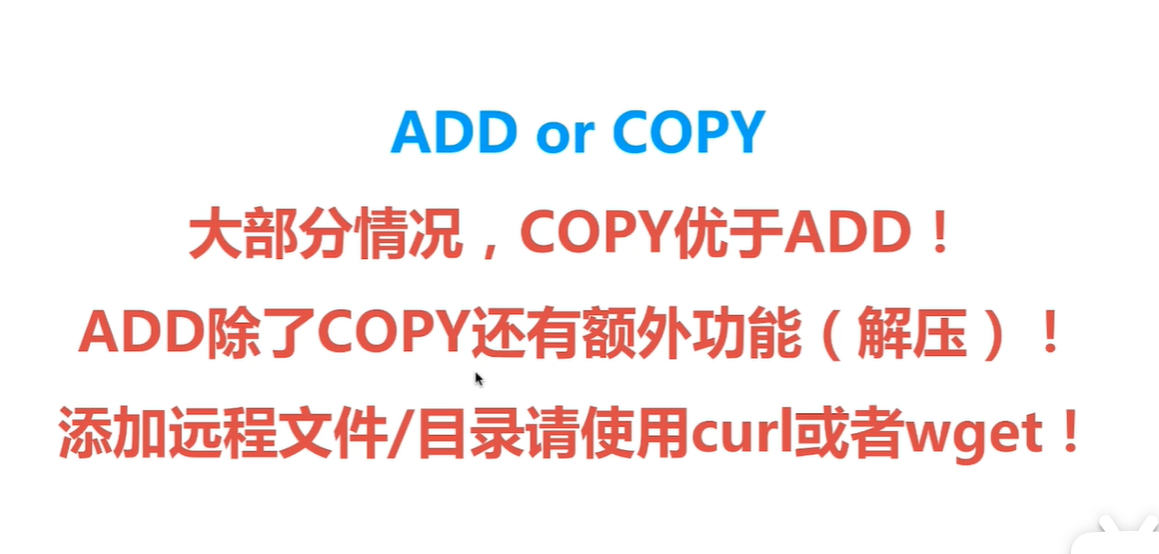 ADD or COPY
大部分情况，COPY优于ADD！
ADD除了COPY还有额外功能（解压）！
添加远程文件/目录请使用curl或者wget！